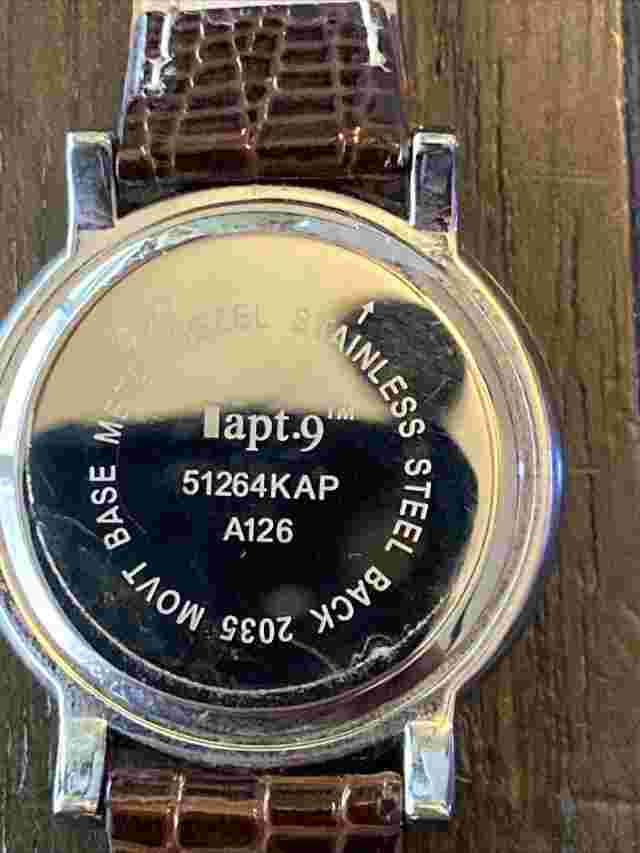 STAINLESS STEEL BACK 2035 MOVT BASE
apt.9™
51264KAP
A126